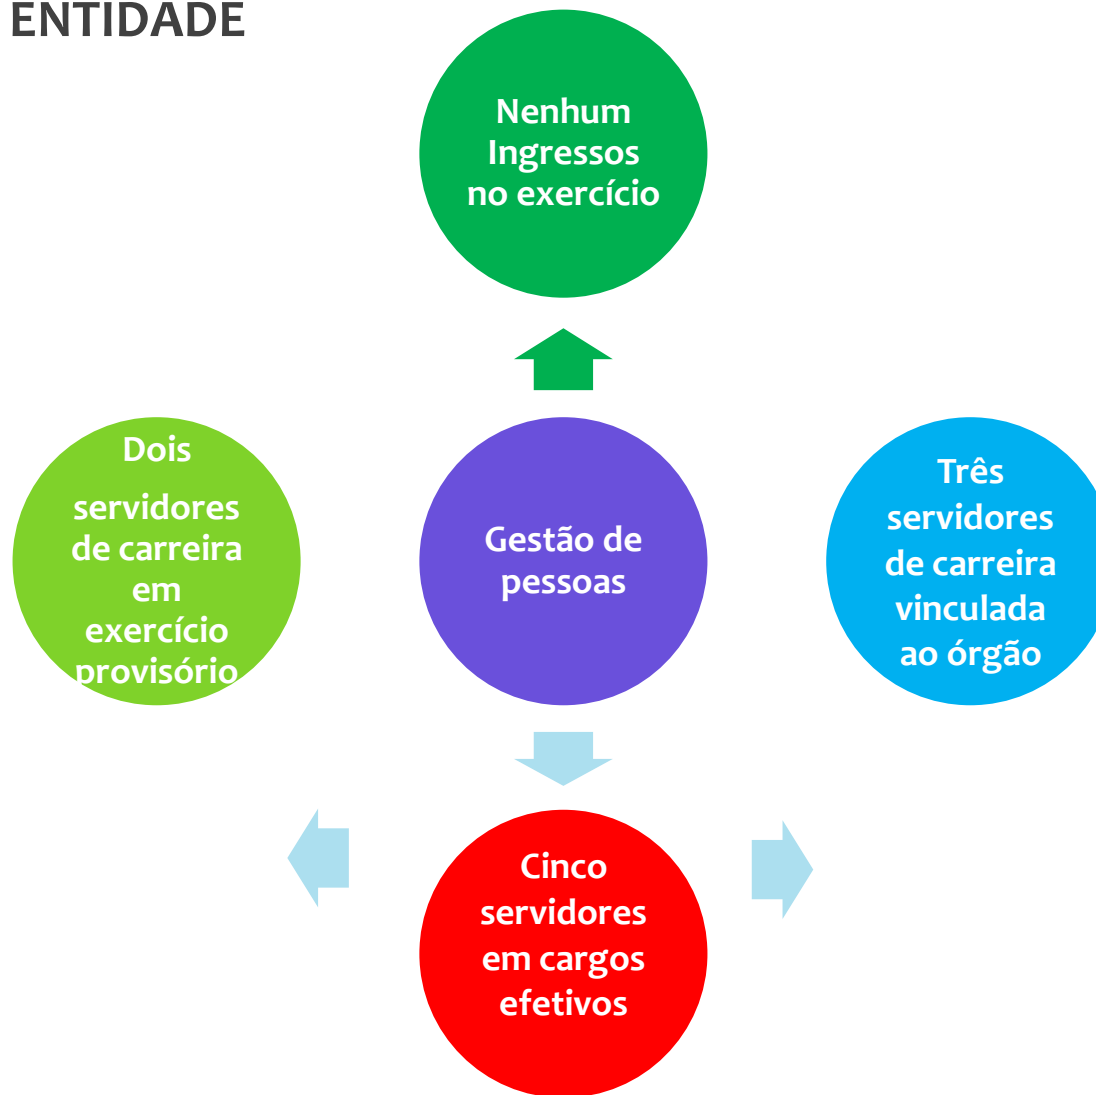 ENTIDADE
Nenhum
Ingressos
no exercício
Dois
servidores
de carreira
em
exercício
provisório
Gestão de
pessoas
Três
servidores
de carreira
vinculada
ao órgão
Cinco
servidores
em cargos
efetivos